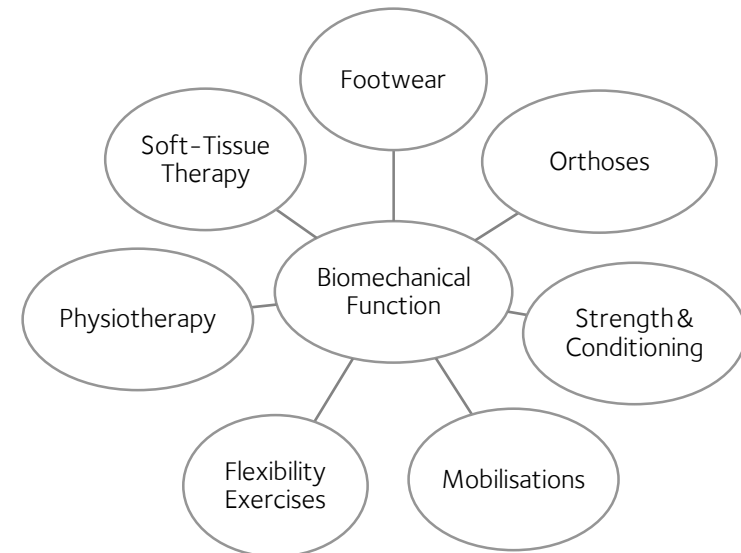 Footwear
Soft-Tissue
Therapy
Orthoses
Biomechanical
Function
Physiotherapy
Strength &
Conditioning
Flexibility
Exercises
Mobilisations